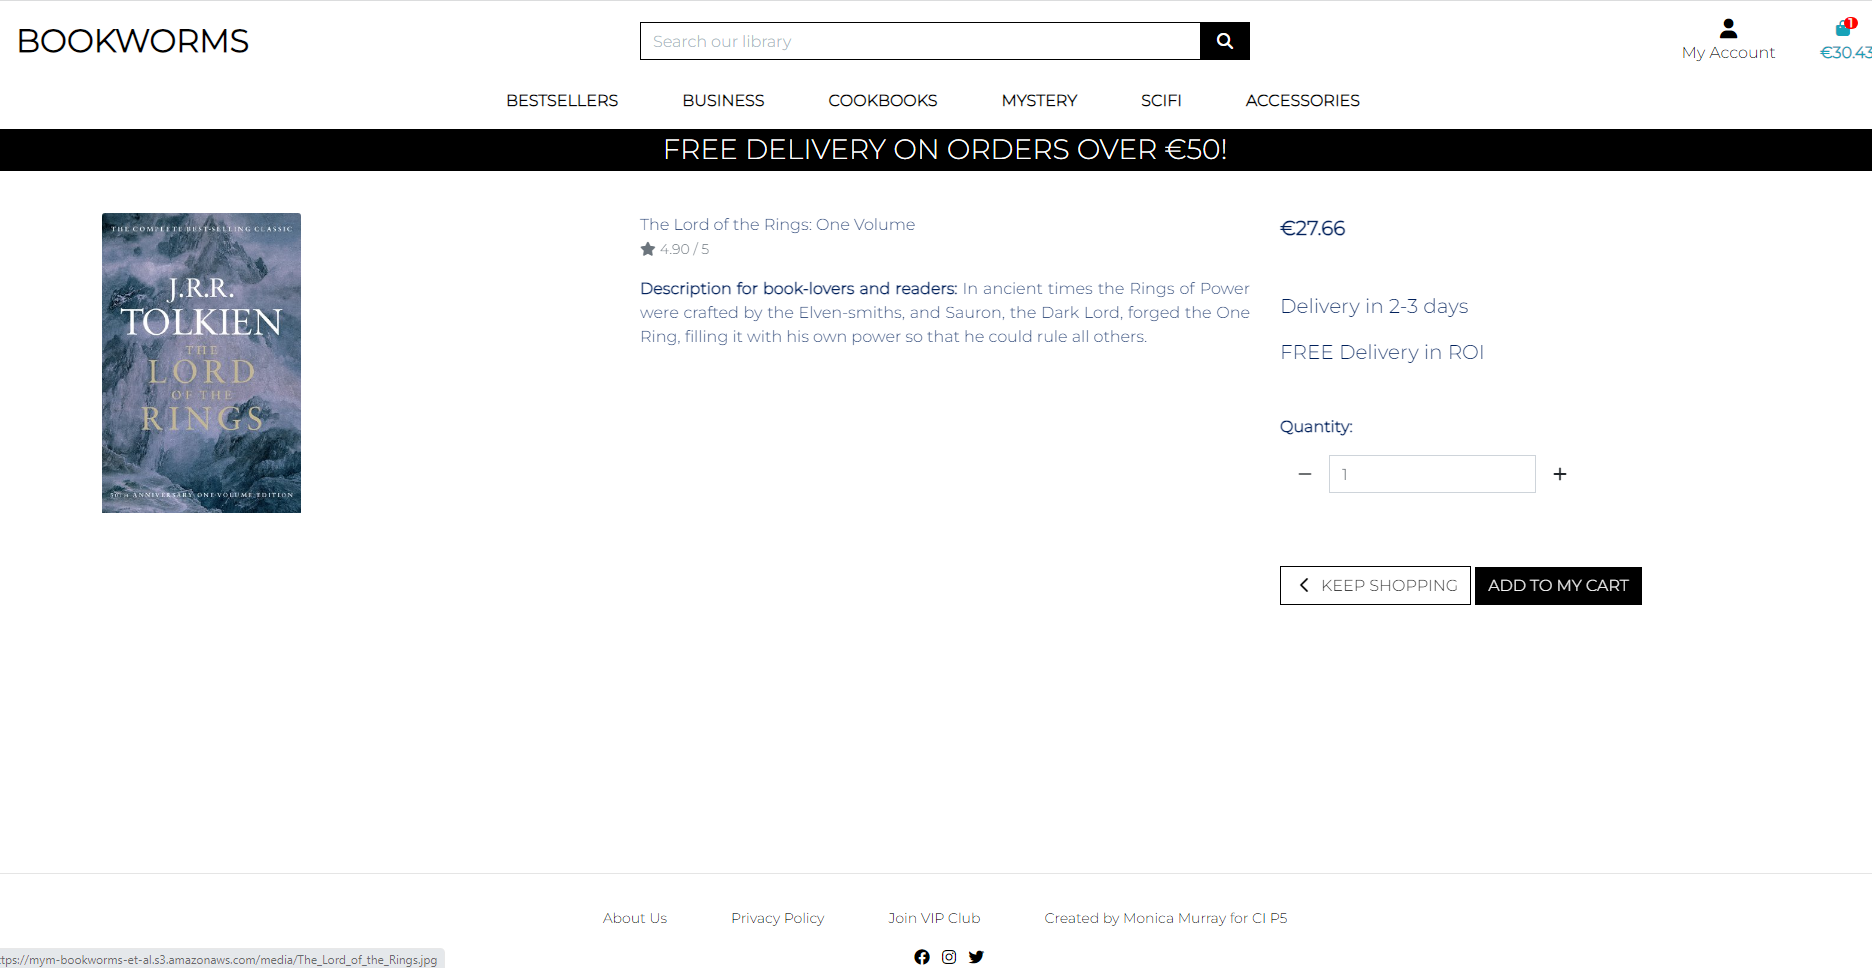 BOOKWORMS
Search our library
My Account
1
€30.43
BESTSELLERS BUSINESS COOKBOOKS MYSTERY SCIFI ACCESSORIES
FREE DELIVERY ON ORDERS OVER €50!
THE COMPLETE BEST-SELLING CLASSIC
J.R.R.
TOLKIEN
THE
LORD
OF THE
RINGS
ANNIVERSARY ONE-VOLUME EDITION
The Lord of the Rings: One Volume
4.90 / 5
Description for book-lovers and readers: In ancient times the Rings of Power
were crafted by the Elven-smiths, and Sauron, the Dark Lord, forged the One
Ring, filling it with his own power so that he could rule all others.
€27.66
Delivery in 2-3 days
FREE Delivery in ROI
Quantity:
1
KEEP SHOPPING ADD TO MY CART
About Us Privacy Policy Join VIP Club Created by Monica Murray for CI P5
ttps://mym-bookworms-et-al.s3.amazonaws.com/media/The_Lord_of_the_Rings.jpg